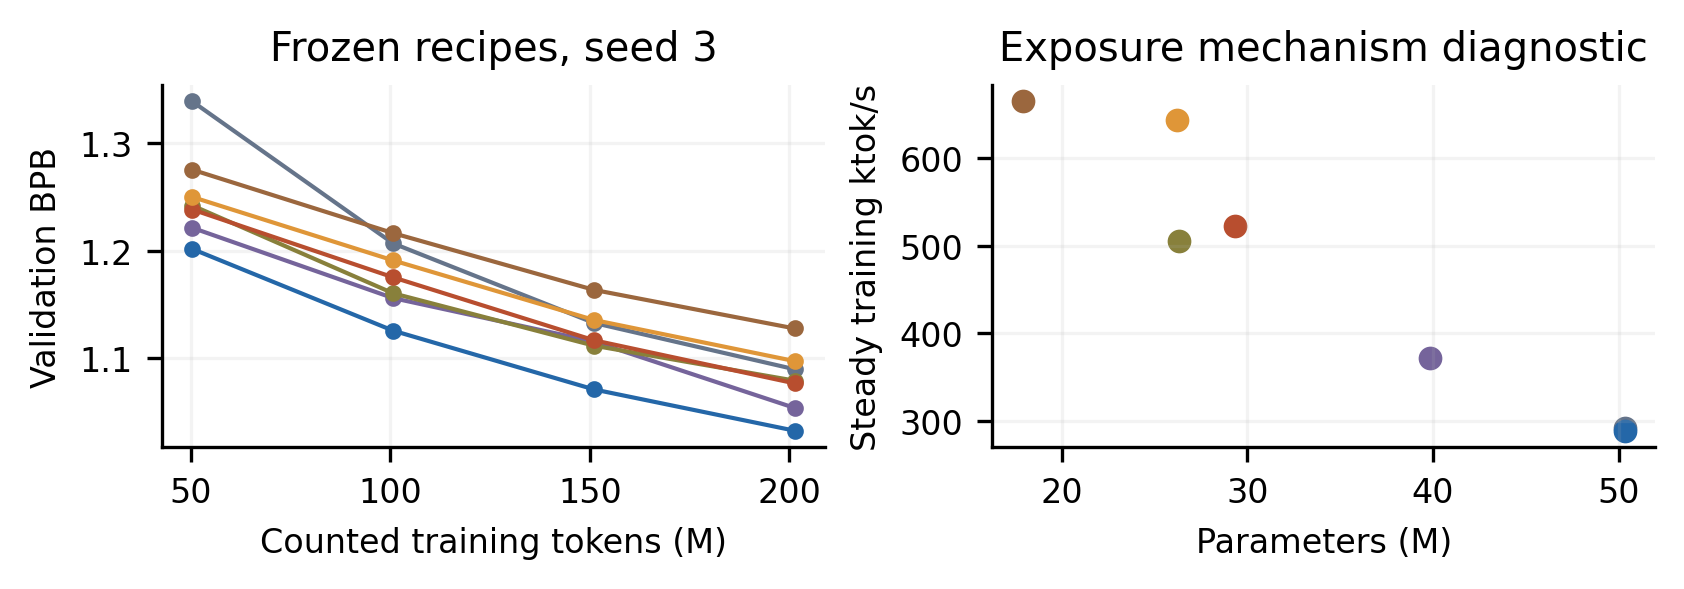 Frozen recipes, seed 3
Validation BPB
1.3
1.2
1.1
50 100 150 200
Counted training tokens (M)
Exposure mechanism diagnostic
Steady training ktok/s
600
500
400
300
20 30 40 50
Parameters (M)